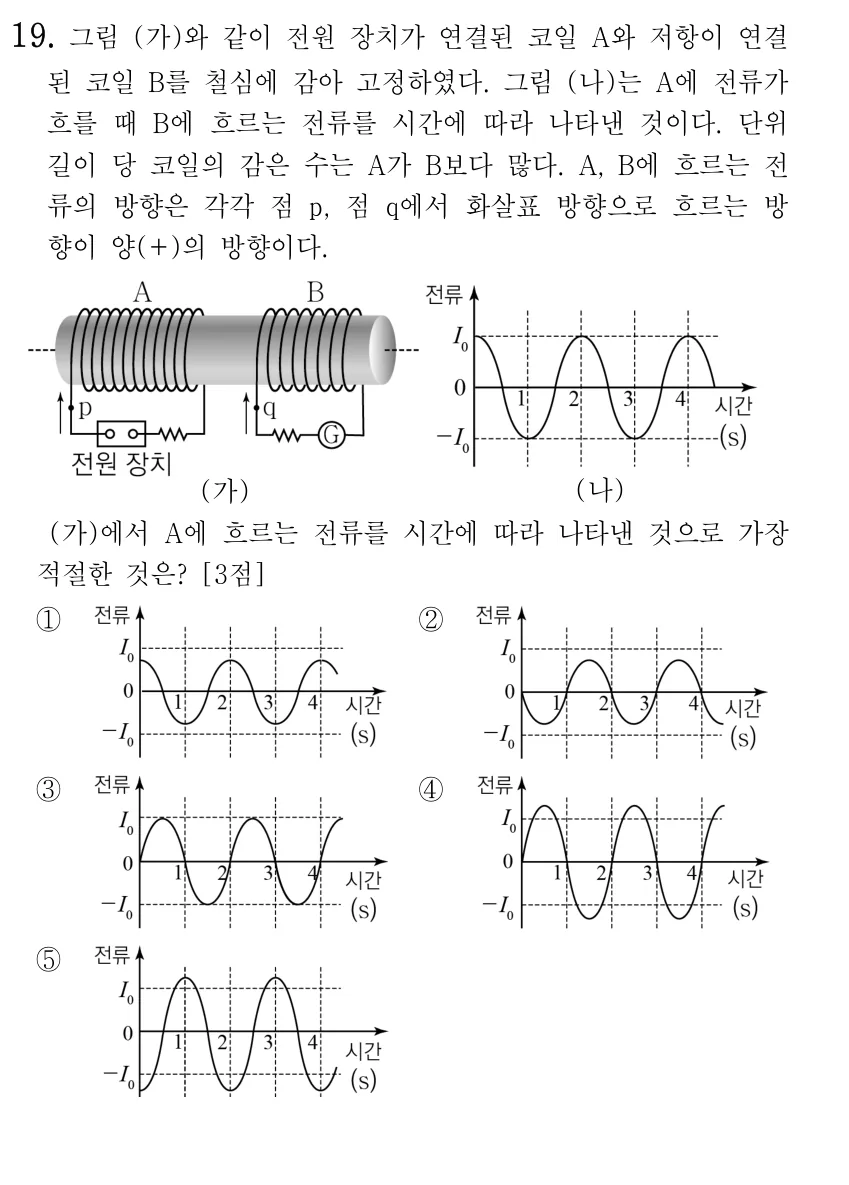 19. 그림 (가)와 같이 전원 장치가 연결된 코일 A와 저항이 연결
된 코일 B를 철심에 감아 고정하였다. 그림 (나)는 A에 전류가
흐를 때 B에 흐르는 전류를 시간에 따라 나타낸 것이다. 단위
길이 당 코일의 감은 수는 A가 B보다 많다. A, B에 흐르는 전
류의 방향은 각각 점 p, 점 q에서 화살표 방향으로 흐르는 방
향이 양(+)의 방향이다.
A
B
p
q
G
전원 장치
(가)
전류
I₀
0
−I₀
1 2 3 4
시간
(s)
(나)
(가)에서 A에 흐르는 전류를 시간에 따라 나타낸 것으로 가장
적절한 것은? [3점]
①
전류
I₀
0
−I₀
1 2 3 4
시간
(s)
②
전류
I₀
0
−I₀
1 2 3 4
시간
(s)
③
전류
I₀
0
−I₀
1 2 3 4
시간
(s)
④
전류
I₀
0
−I₀
1 2 3 4
시간
(s)
⑤
전류
I₀
0
−I₀
1 2 3 4
시간
(s)